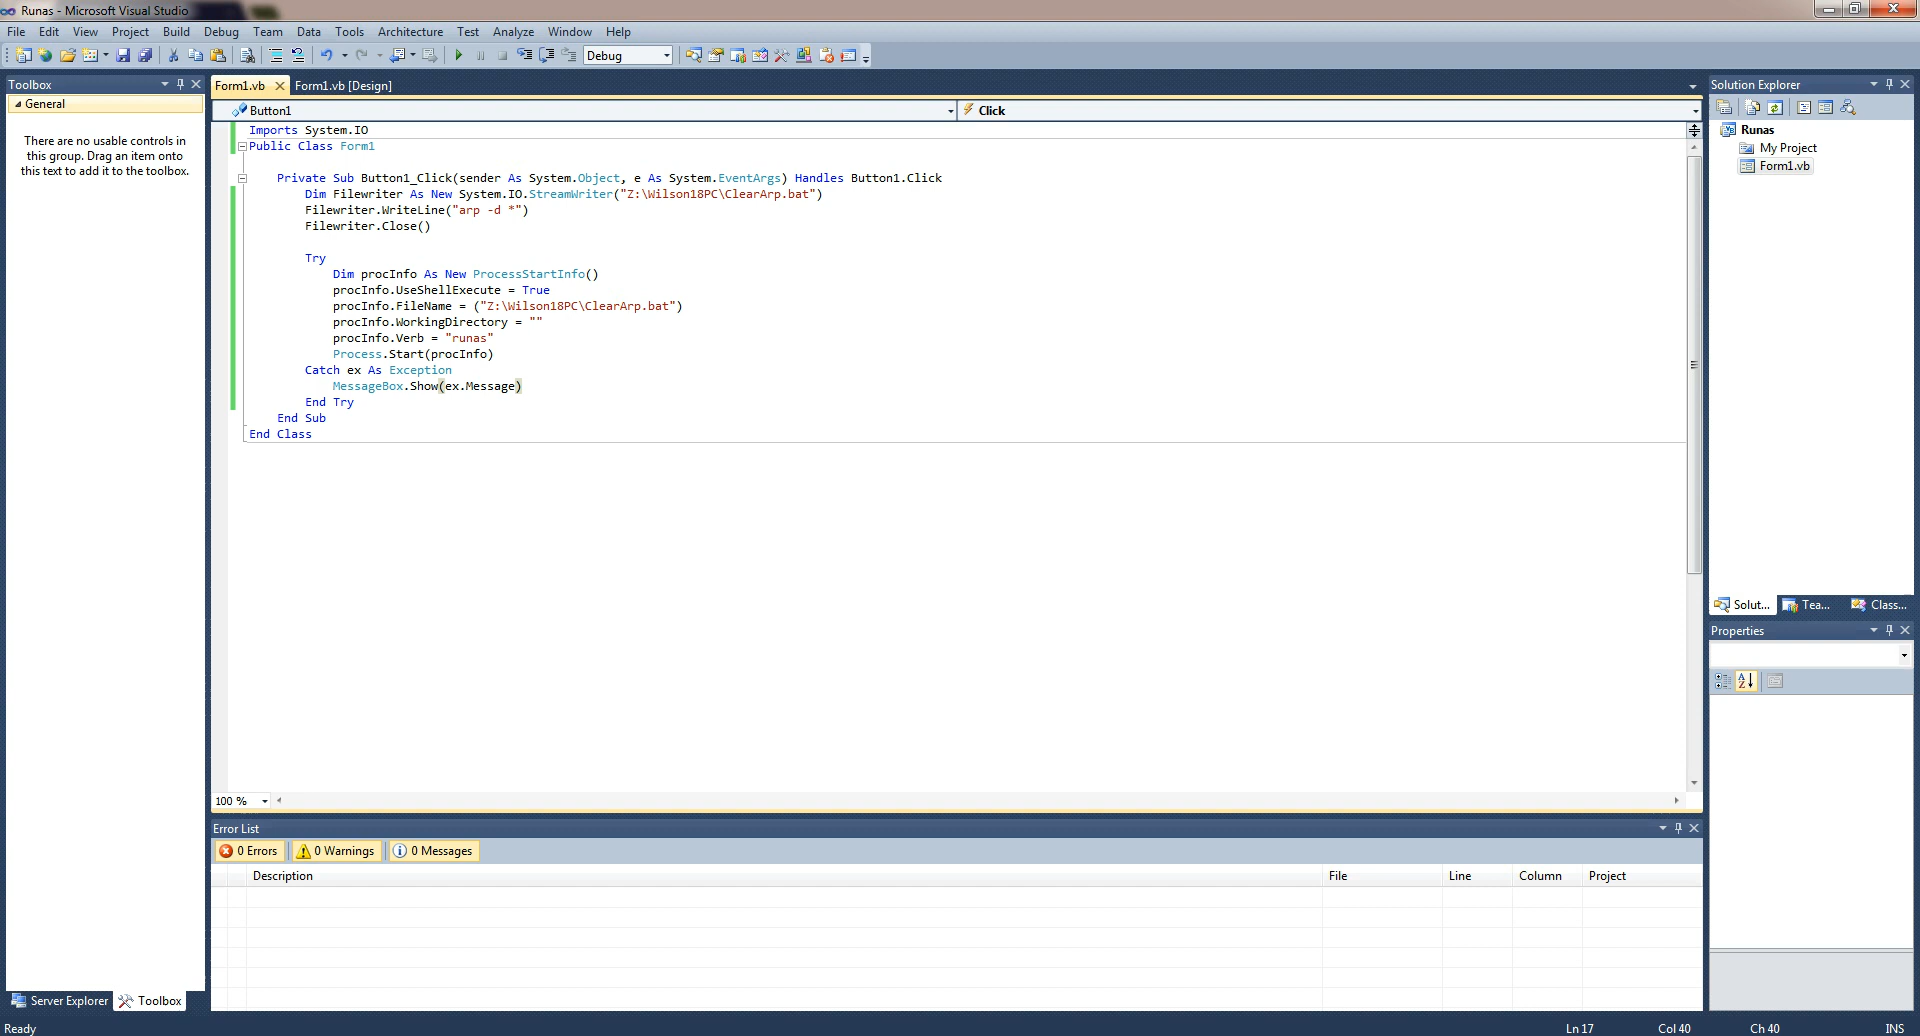 Runas - Microsoft Visual Studio
File Edit View Project Build Debug Team Data Tools Architecture Test Analyze Window Help
Debug
Toolbox
General
There are no usable controls in
this group. Drag an item onto
this text to add it to the toolbox.
Server Explorer Toolbox
Form1.vb Form1.vb [Design]
Button1 Click
Imports System.IO
Public Class Form1
Private Sub Button1_Click(sender As System.Object, e As System.EventArgs) Handles Button1.Click
Dim Filewriter As New System.IO.StreamWriter("Z:\Wilson18PC\ClearArp.bat")
Filewriter.WriteLine("arp -d *")
Filewriter.Close()
Try
Dim procInfo As New ProcessStartInfo()
procInfo.UseShellExecute = True
procInfo.FileName = ("Z:\Wilson18PC\ClearArp.bat")
procInfo.WorkingDirectory = ""
procInfo.Verb = "runas"
Process.Start(procInfo)
Catch ex As Exception
MessageBox.Show(ex.Message)
End Try
End Sub
End Class
100 %
Error List
0 Errors 0 Warnings 0 Messages
Description File Line Column Project
Solution Explorer
Runas
My Project
Form1.vb
Solut... Tea... Class...
Properties
Ready Ln 17 Col 40 Ch 40 INS